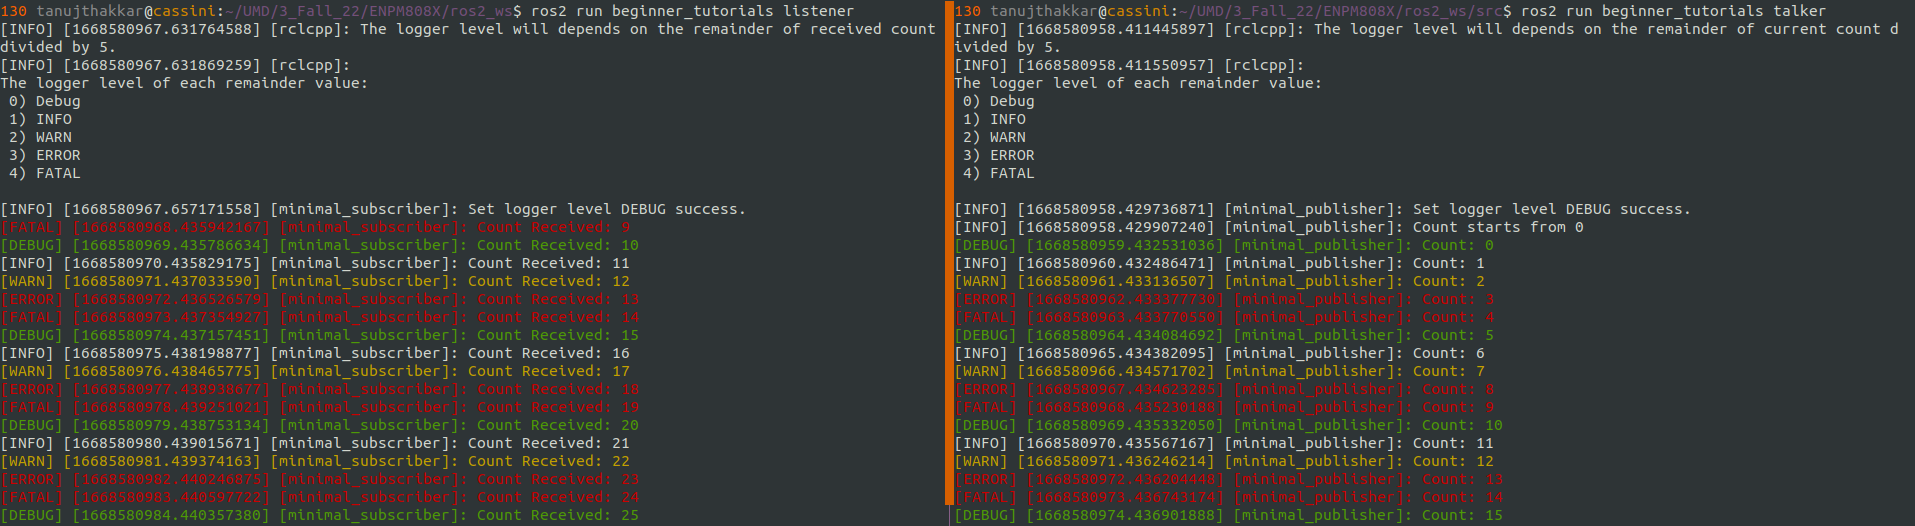 130 tanujthakkar@cassini:~/UMD/3_Fall_22/ENPM808X/ros2_ws$ ros2 run beginner_tutorials listener
[INFO] [1668580967.631764588] [rclcpp]: The logger level will depends on the remainder of received count
divided by 5.
[INFO] [1668580967.631869259] [rclcpp]:
The logger level of each remainder value:
 0) Debug
 1) INFO
 2) WARN
 3) ERROR
 4) FATAL

[INFO] [1668580967.657171558] [minimal_subscriber]: Set logger level DEBUG success.
[FATAL] [1668580968.435942167] [minimal_subscriber]: Count Received: 9
[DEBUG] [1668580969.435786634] [minimal_subscriber]: Count Received: 10
[INFO] [1668580970.435829175] [minimal_subscriber]: Count Received: 11
[WARN] [1668580971.437033590] [minimal_subscriber]: Count Received: 12
[ERROR] [1668580972.436526579] [minimal_subscriber]: Count Received: 13
[FATAL] [1668580973.437354927] [minimal_subscriber]: Count Received: 14
[DEBUG] [1668580974.437157451] [minimal_subscriber]: Count Received: 15
[INFO] [1668580975.438198877] [minimal_subscriber]: Count Received: 16
[WARN] [1668580976.438465775] [minimal_subscriber]: Count Received: 17
[ERROR] [1668580977.438938677] [minimal_subscriber]: Count Received: 18
[FATAL] [1668580978.439251021] [minimal_subscriber]: Count Received: 19
[DEBUG] [1668580979.438753134] [minimal_subscriber]: Count Received: 20
[INFO] [1668580980.439015671] [minimal_subscriber]: Count Received: 21
[WARN] [1668580981.439374163] [minimal_subscriber]: Count Received: 22
[ERROR] [1668580982.440246875] [minimal_subscriber]: Count Received: 23
[FATAL] [1668580983.440597722] [minimal_subscriber]: Count Received: 24
[DEBUG] [1668580984.440357380] [minimal_subscriber]: Count Received: 25
130 tanujthakkar@cassini:~/UMD/3_Fall_22/ENPM808X/ros2_ws/src$ ros2 run beginner_tutorials talker
[INFO] [1668580958.411445897] [rclcpp]: The logger level will depends on the remainder of current count d
ivided by 5.
[INFO] [1668580958.411550957] [rclcpp]:
The logger level of each remainder value:
 0) Debug
 1) INFO
 2) WARN
 3) ERROR
 4) FATAL

[INFO] [1668580958.429736871] [minimal_publisher]: Set logger level DEBUG success.
[INFO] [1668580958.429907240] [minimal_publisher]: Count starts from 0
[DEBUG] [1668580959.432531036] [minimal_publisher]: Count: 0
[INFO] [1668580960.432486471] [minimal_publisher]: Count: 1
[WARN] [1668580961.433136507] [minimal_publisher]: Count: 2
[ERROR] [1668580962.433377730] [minimal_publisher]: Count: 3
[FATAL] [1668580963.433770550] [minimal_publisher]: Count: 4
[DEBUG] [1668580964.434084692] [minimal_publisher]: Count: 5
[INFO] [1668580965.434382095] [minimal_publisher]: Count: 6
[WARN] [1668580966.434571702] [minimal_publisher]: Count: 7
[ERROR] [1668580967.434623285] [minimal_publisher]: Count: 8
[FATAL] [1668580968.435230188] [minimal_publisher]: Count: 9
[DEBUG] [1668580969.435332050] [minimal_publisher]: Count: 10
[INFO] [1668580970.435567167] [minimal_publisher]: Count: 11
[WARN] [1668580971.436246214] [minimal_publisher]: Count: 12
[ERROR] [1668580972.436204448] [minimal_publisher]: Count: 13
[FATAL] [1668580973.436743174] [minimal_publisher]: Count: 14
[DEBUG] [1668580974.436901888] [minimal_publisher]: Count: 15